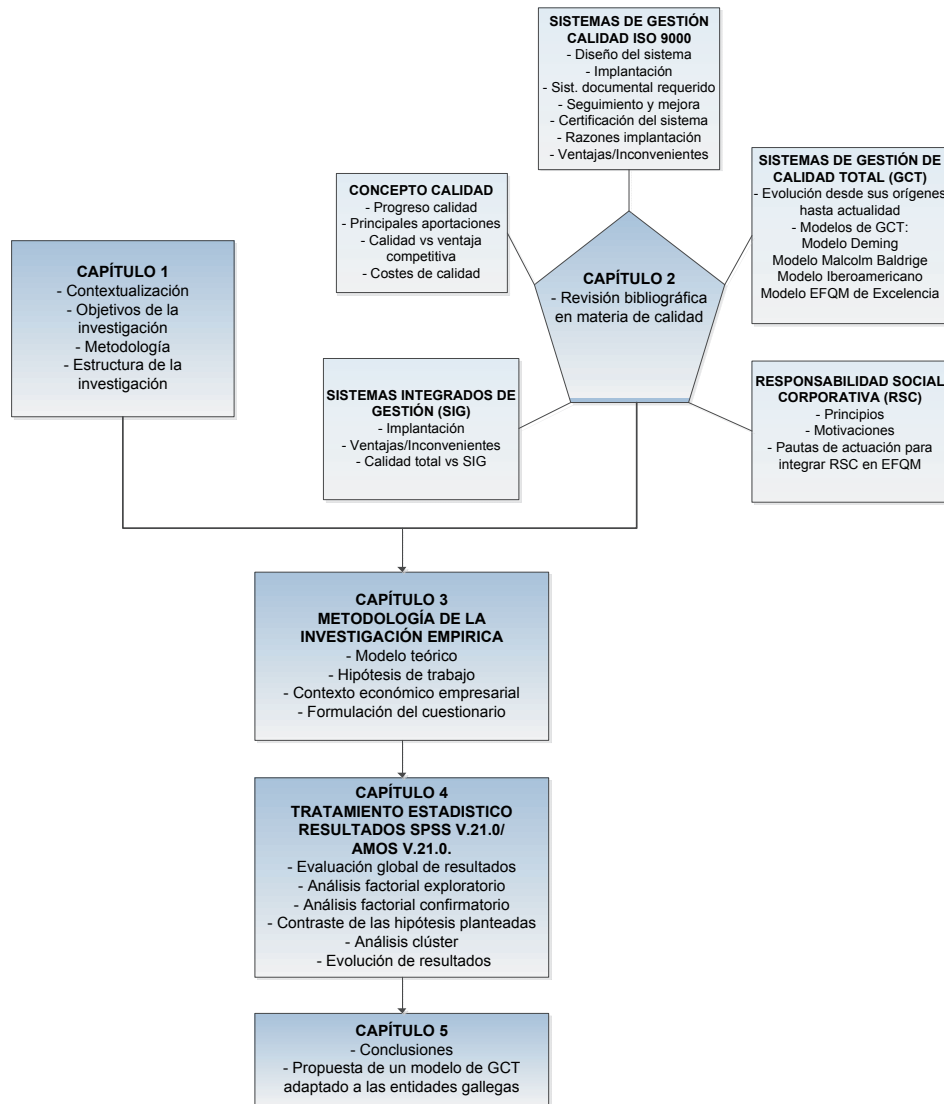 SISTEMAS DE GESTIÓN
CALIDAD ISO 9000
- Diseño del sistema
- Implantación
- Sist. documental requerido
- Seguimiento y mejora
- Certificación del sistema
- Razones implantación
- Ventajas/Inconvenientes
CONCEPTO CALIDAD
- Progreso calidad
- Principales aportaciones
- Calidad vs ventaja
competitiva
- Costes de calidad
SISTEMAS DE GESTIÓN DE
CALIDAD TOTAL (GCT)
- Evolución desde sus orígenes
hasta actualidad
- Modelos de GCT:
Modelo Deming
Modelo Malcolm Baldrige
Modelo Iberoamericano
Modelo EFQM de Excelencia
CAPÍTULO 1
- Contextualización
- Objetivos de la
investigación
- Metodología
- Estructura de la
investigación
CAPÍTULO 2
- Revisión bibliográfica
en materia de calidad
SISTEMAS INTEGRADOS DE
GESTIÓN (SIG)
- Implantación
- Ventajas/Inconvenientes
- Calidad total vs SIG
RESPONSABILIDAD SOCIAL
CORPORATIVA (RSC)
- Principios
- Motivaciones
- Pautas de actuación para
integrar RSC en EFQM
CAPÍTULO 3
METODOLOGÍA DE LA
INVESTIGACIÓN EMPIRICA
- Modelo teórico
- Hipótesis de trabajo
- Contexto económico empresarial
- Formulación del cuestionario
CAPÍTULO 4
TRATAMIENTO ESTADISTICO
RESULTADOS SPSS V.21.0/
AMOS V.21.0.
- Evaluación global de resultados
- Análisis factorial exploratorio
- Análisis factorial confirmatorio
- Contraste de las hipótesis planteadas
- Análisis clúster
- Evolución de resultados
CAPÍTULO 5
- Conclusiones
- Propuesta de un modelo de GCT
adaptado a las entidades gallegas